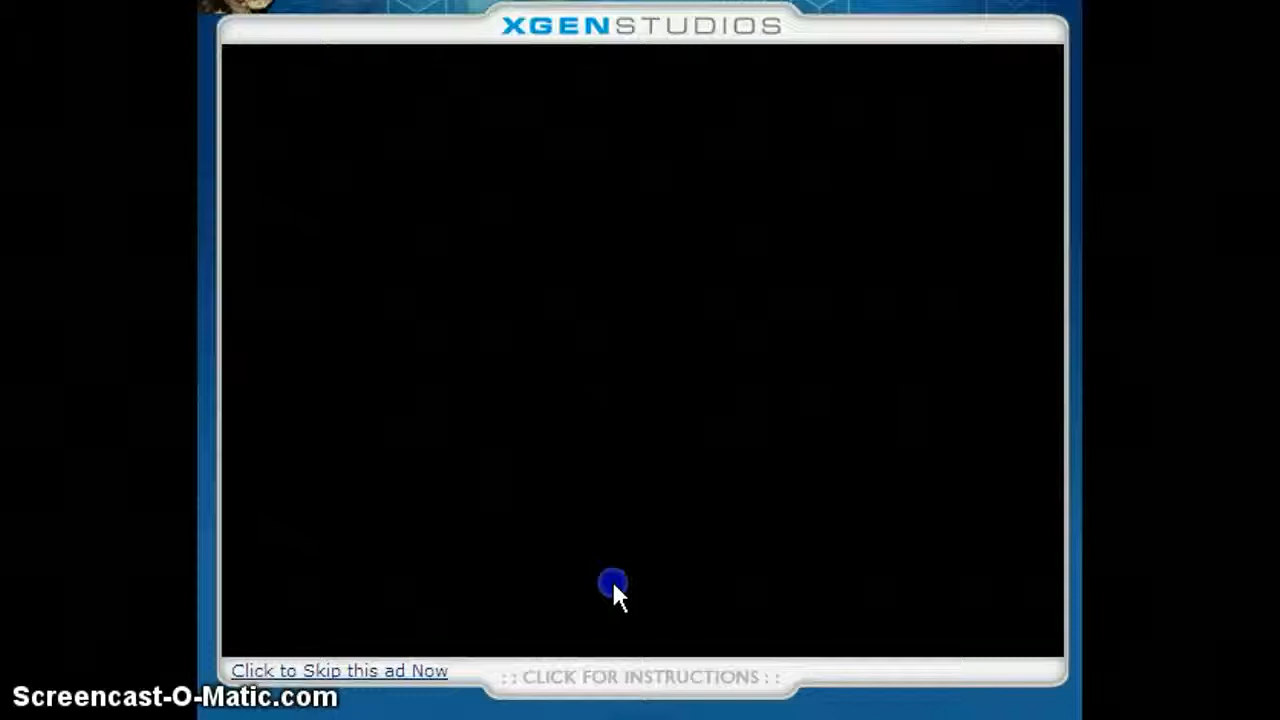 XGENSTUDIOS
Click to Skip this ad Now
: : CLICK FOR INSTRUCTIONS : :
Screencast-O-Matic.com